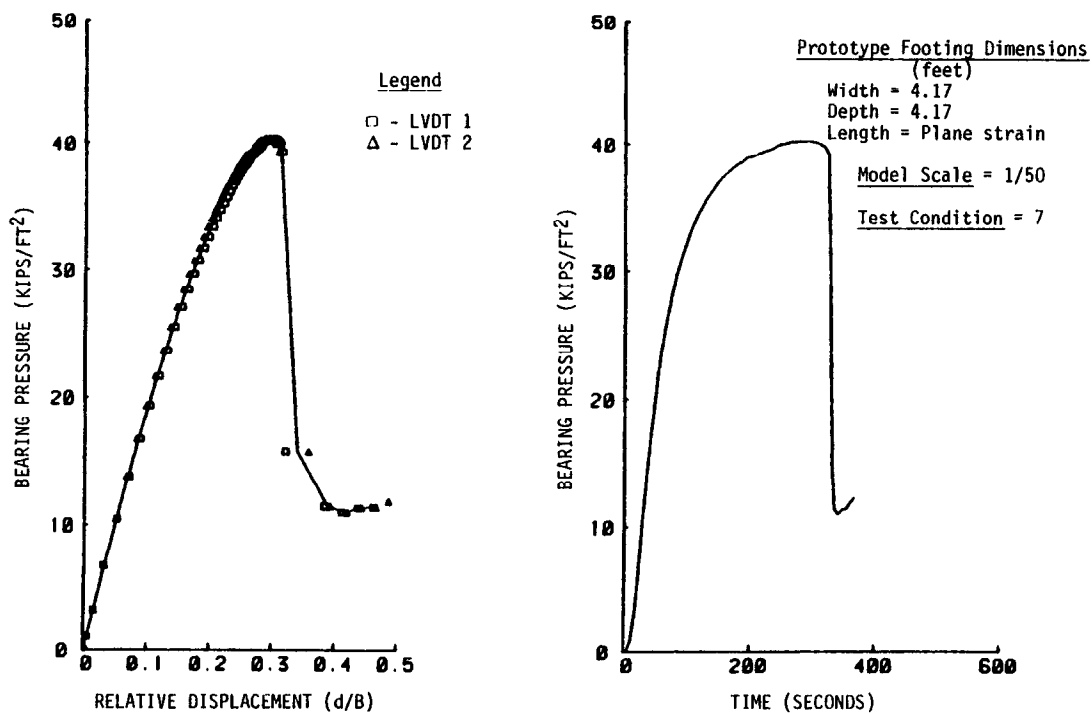 50
40
30
20
10
0
BEARING PRESSURE (KIPS/FT²)
Legend
□ - LVDT 1
△ - LVDT 2
0 0.1 0.2 0.3 0.4 0.5
RELATIVE DISPLACEMENT (d/B)
50
40
30
20
10
0
BEARING PRESSURE (KIPS/FT²)
Prototype Footing Dimensions
(feet)
Width = 4.17
Depth = 4.17
Length = Plane strain
Model Scale = 1/50
Test Condition = 7
0 200 400 600
TIME (SECONDS)